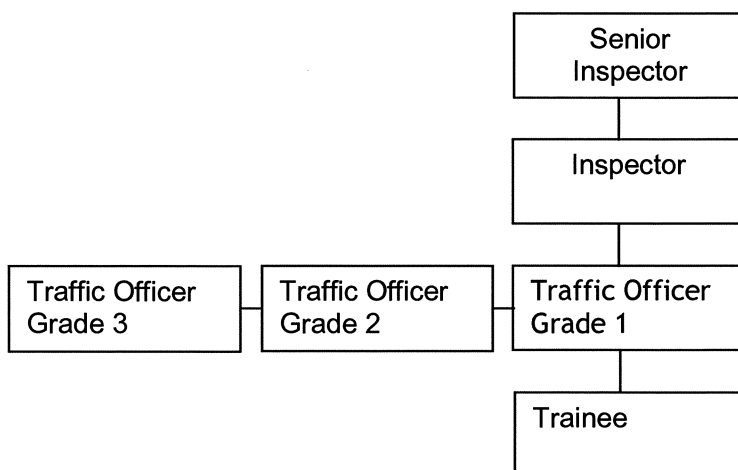 Senior
Inspector
Inspector
Traffic Officer
Grade 3
Traffic Officer
Grade 2
Traffic Officer
Grade 1
Trainee